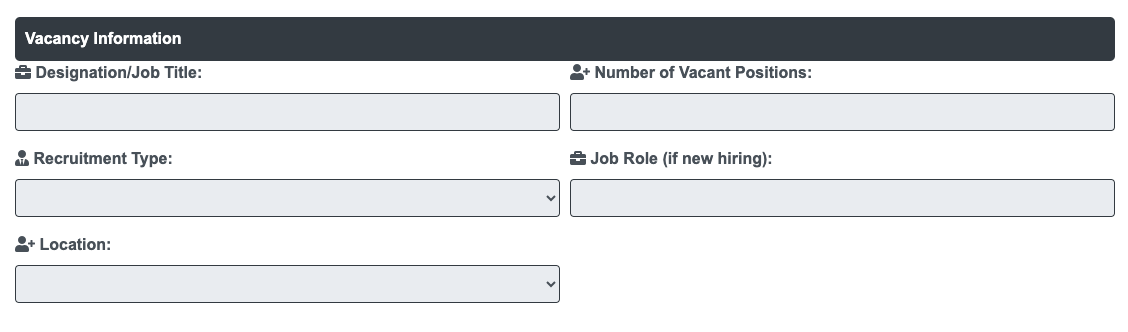 Vacancy Information
Designation/Job Title:
Number of Vacant Positions:
Recruitment Type:
Job Role (if new hiring):
Location: